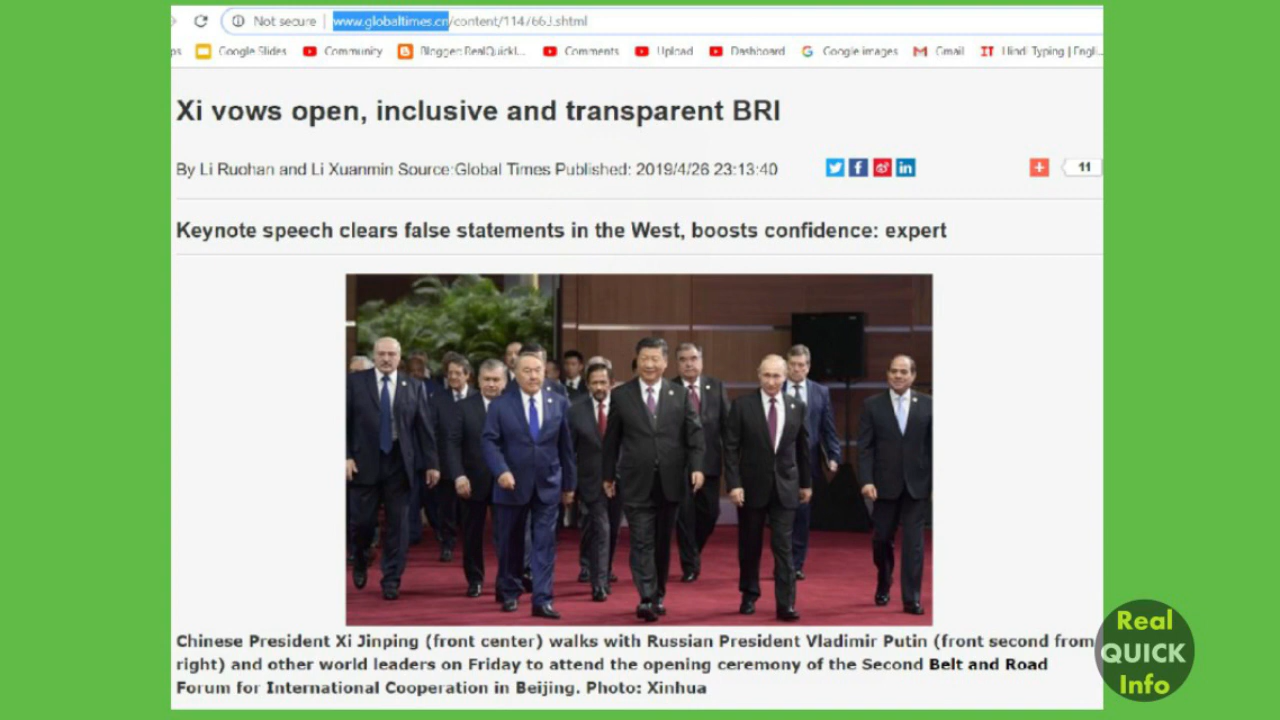 Not secure | www.globaltimes.cn/content/1147663.shtml
ps Google Slides Community Blogger: RealQuickI... Comments Upload Dashboard Google images Gmail Hindi Typing | Engli...
Xi vows open, inclusive and transparent BRI
By Li Ruohan and Li Xuanmin Source:Global Times Published: 2019/4/26 23:13:40
11
Keynote speech clears false statements in the West, boosts confidence: expert
Chinese President Xi Jinping (front center) walks with Russian President Vladimir Putin (front second from
right) and other world leaders on Friday to attend the opening ceremony of the Second Belt and Road
Forum for International Cooperation in Beijing. Photo: Xinhua
Real
QUICK
Info